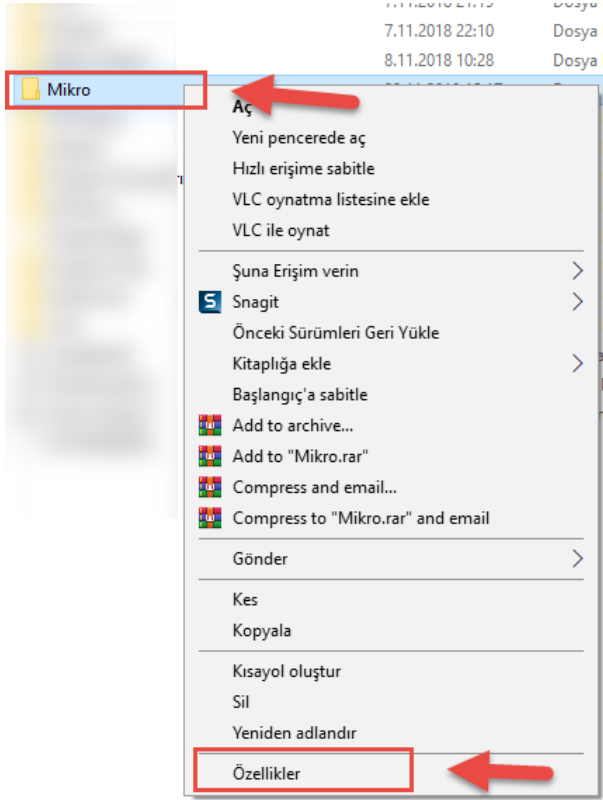 7.11.2018 22:10 Dosya
8.11.2018 10:28 Dosya
Mikro
Aç
Yeni pencerede aç
Hızlı erişime sabitle
VLC oynatma listesine ekle
VLC ile oynat
Şuna Erişim verin
Snagit
Önceki Sürümleri Geri Yükle
Kitaplığa ekle
Başlangıç'a sabitle
Add to archive...
Add to "Mikro.rar"
Compress and email...
Compress to "Mikro.rar" and email
Gönder
Kes
Kopyala
Kısayol oluştur
Sil
Yeniden adlandır
Özellikler